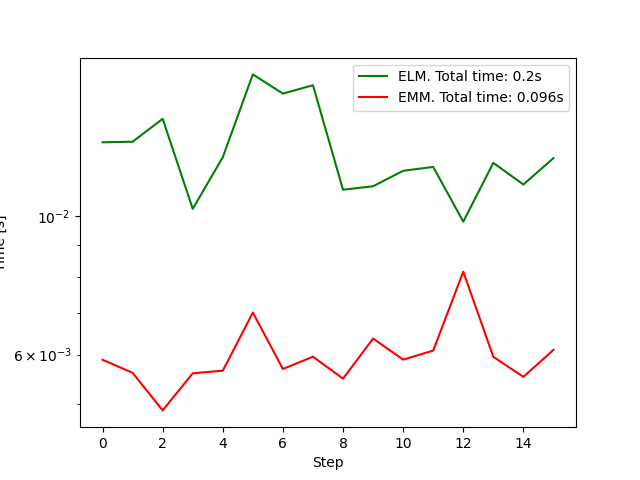 ELM. Total time: 0.2s
EMM. Total time: 0.096s
Time [s]
10⁻²
6 × 10⁻³
0 2 4 6 8 10 12 14
Step